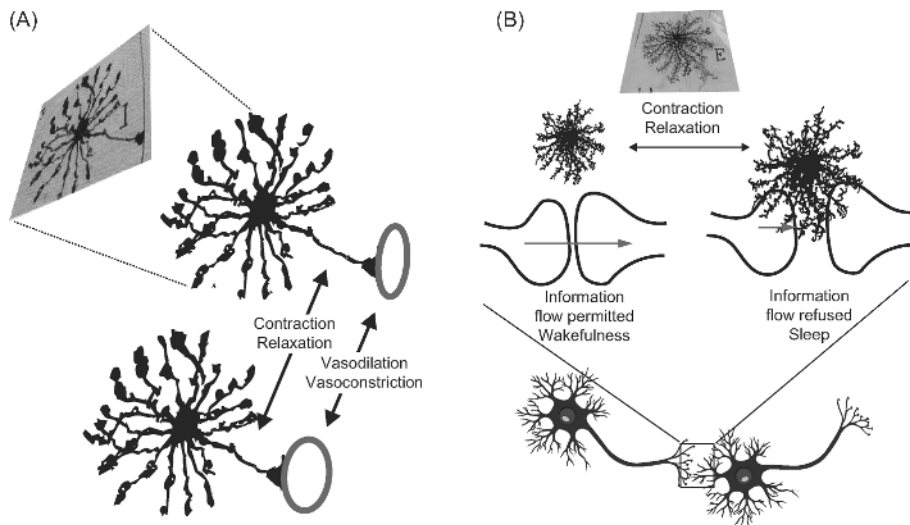 (A)
I
Contraction
Relaxation
Vasodilation
Vasoconstriction
(B)
E
Contraction
Relaxation
Information
flow permitted
Wakefulness
Information
flow refused
Sleep